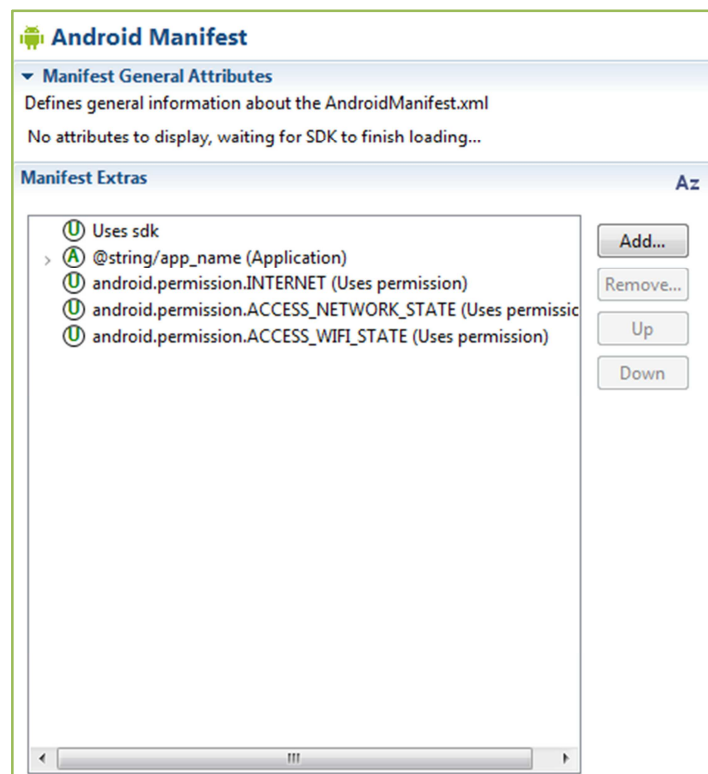 Android Manifest
Manifest General Attributes
Defines general information about the AndroidManifest.xml
No attributes to display, waiting for SDK to finish loading...
Manifest Extras
Az
U Uses sdk
A @string/app_name (Application)
U android.permission.INTERNET (Uses permission)
U android.permission.ACCESS_NETWORK_STATE (Uses permissic
U android.permission.ACCESS_WIFI_STATE (Uses permission)
Add...
Remove...
Up
Down